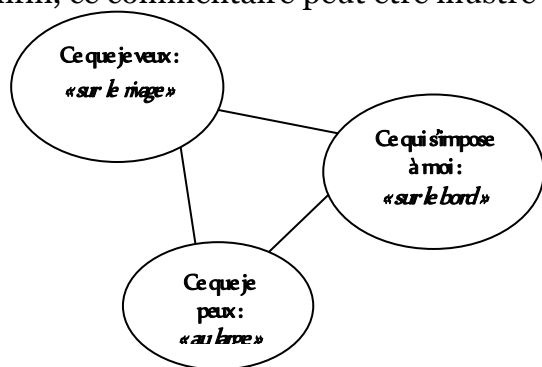 ce commentaire peut être illustré
Ce que je veux :
« sur le rivage »
Ce qui s'impose
à moi :
« sur le bord »
Ce que je
peux :
« au large »